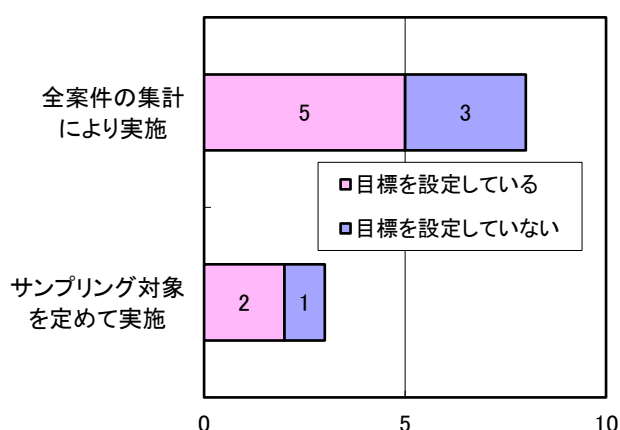 全案件の集計
により実施
5
3
目標を設定している
目標を設定していない
サンプリング対象
を定めて実施
2
1
0
5
10